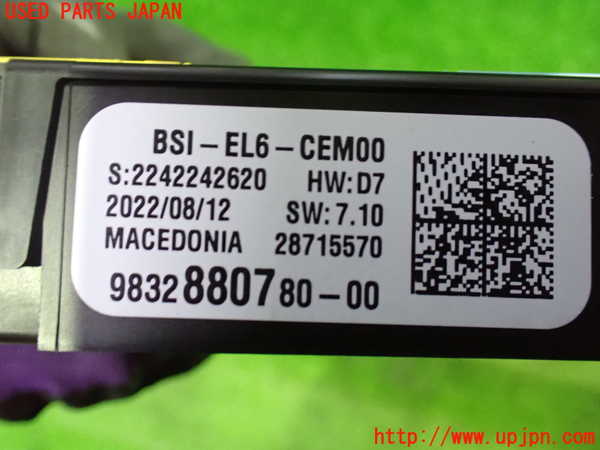 USED PARTS JAPAN
BSI-EL6-CEM00
S:2242242620 HW:D7
2022/08/12 SW:7.10
MACEDONIA 28715570
9832880780-00
https://www.upjpn.com/